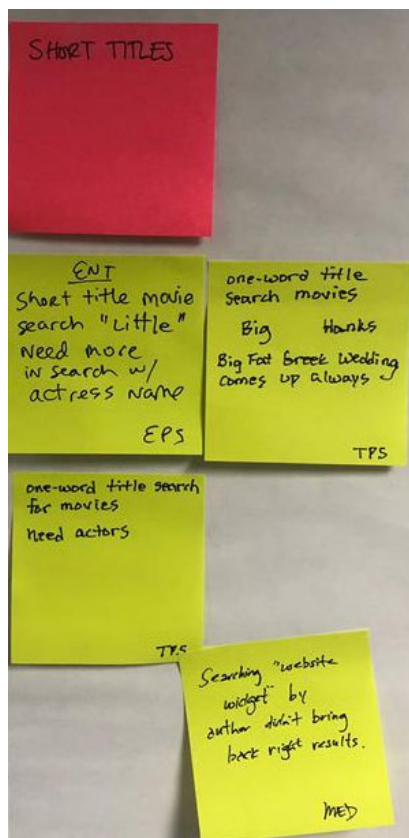 SHORT TITLES
ENT
Short title movie
search "Little"
Need more
in search w/
actress Name
EPS
one-word title
search movies
Big Hanks
Big Fat Greek Wedding
comes up always
TPS
one-word title search
for movies
need actors
TPS
Searching "website
widget" by
author didn't bring
back right results.
MED